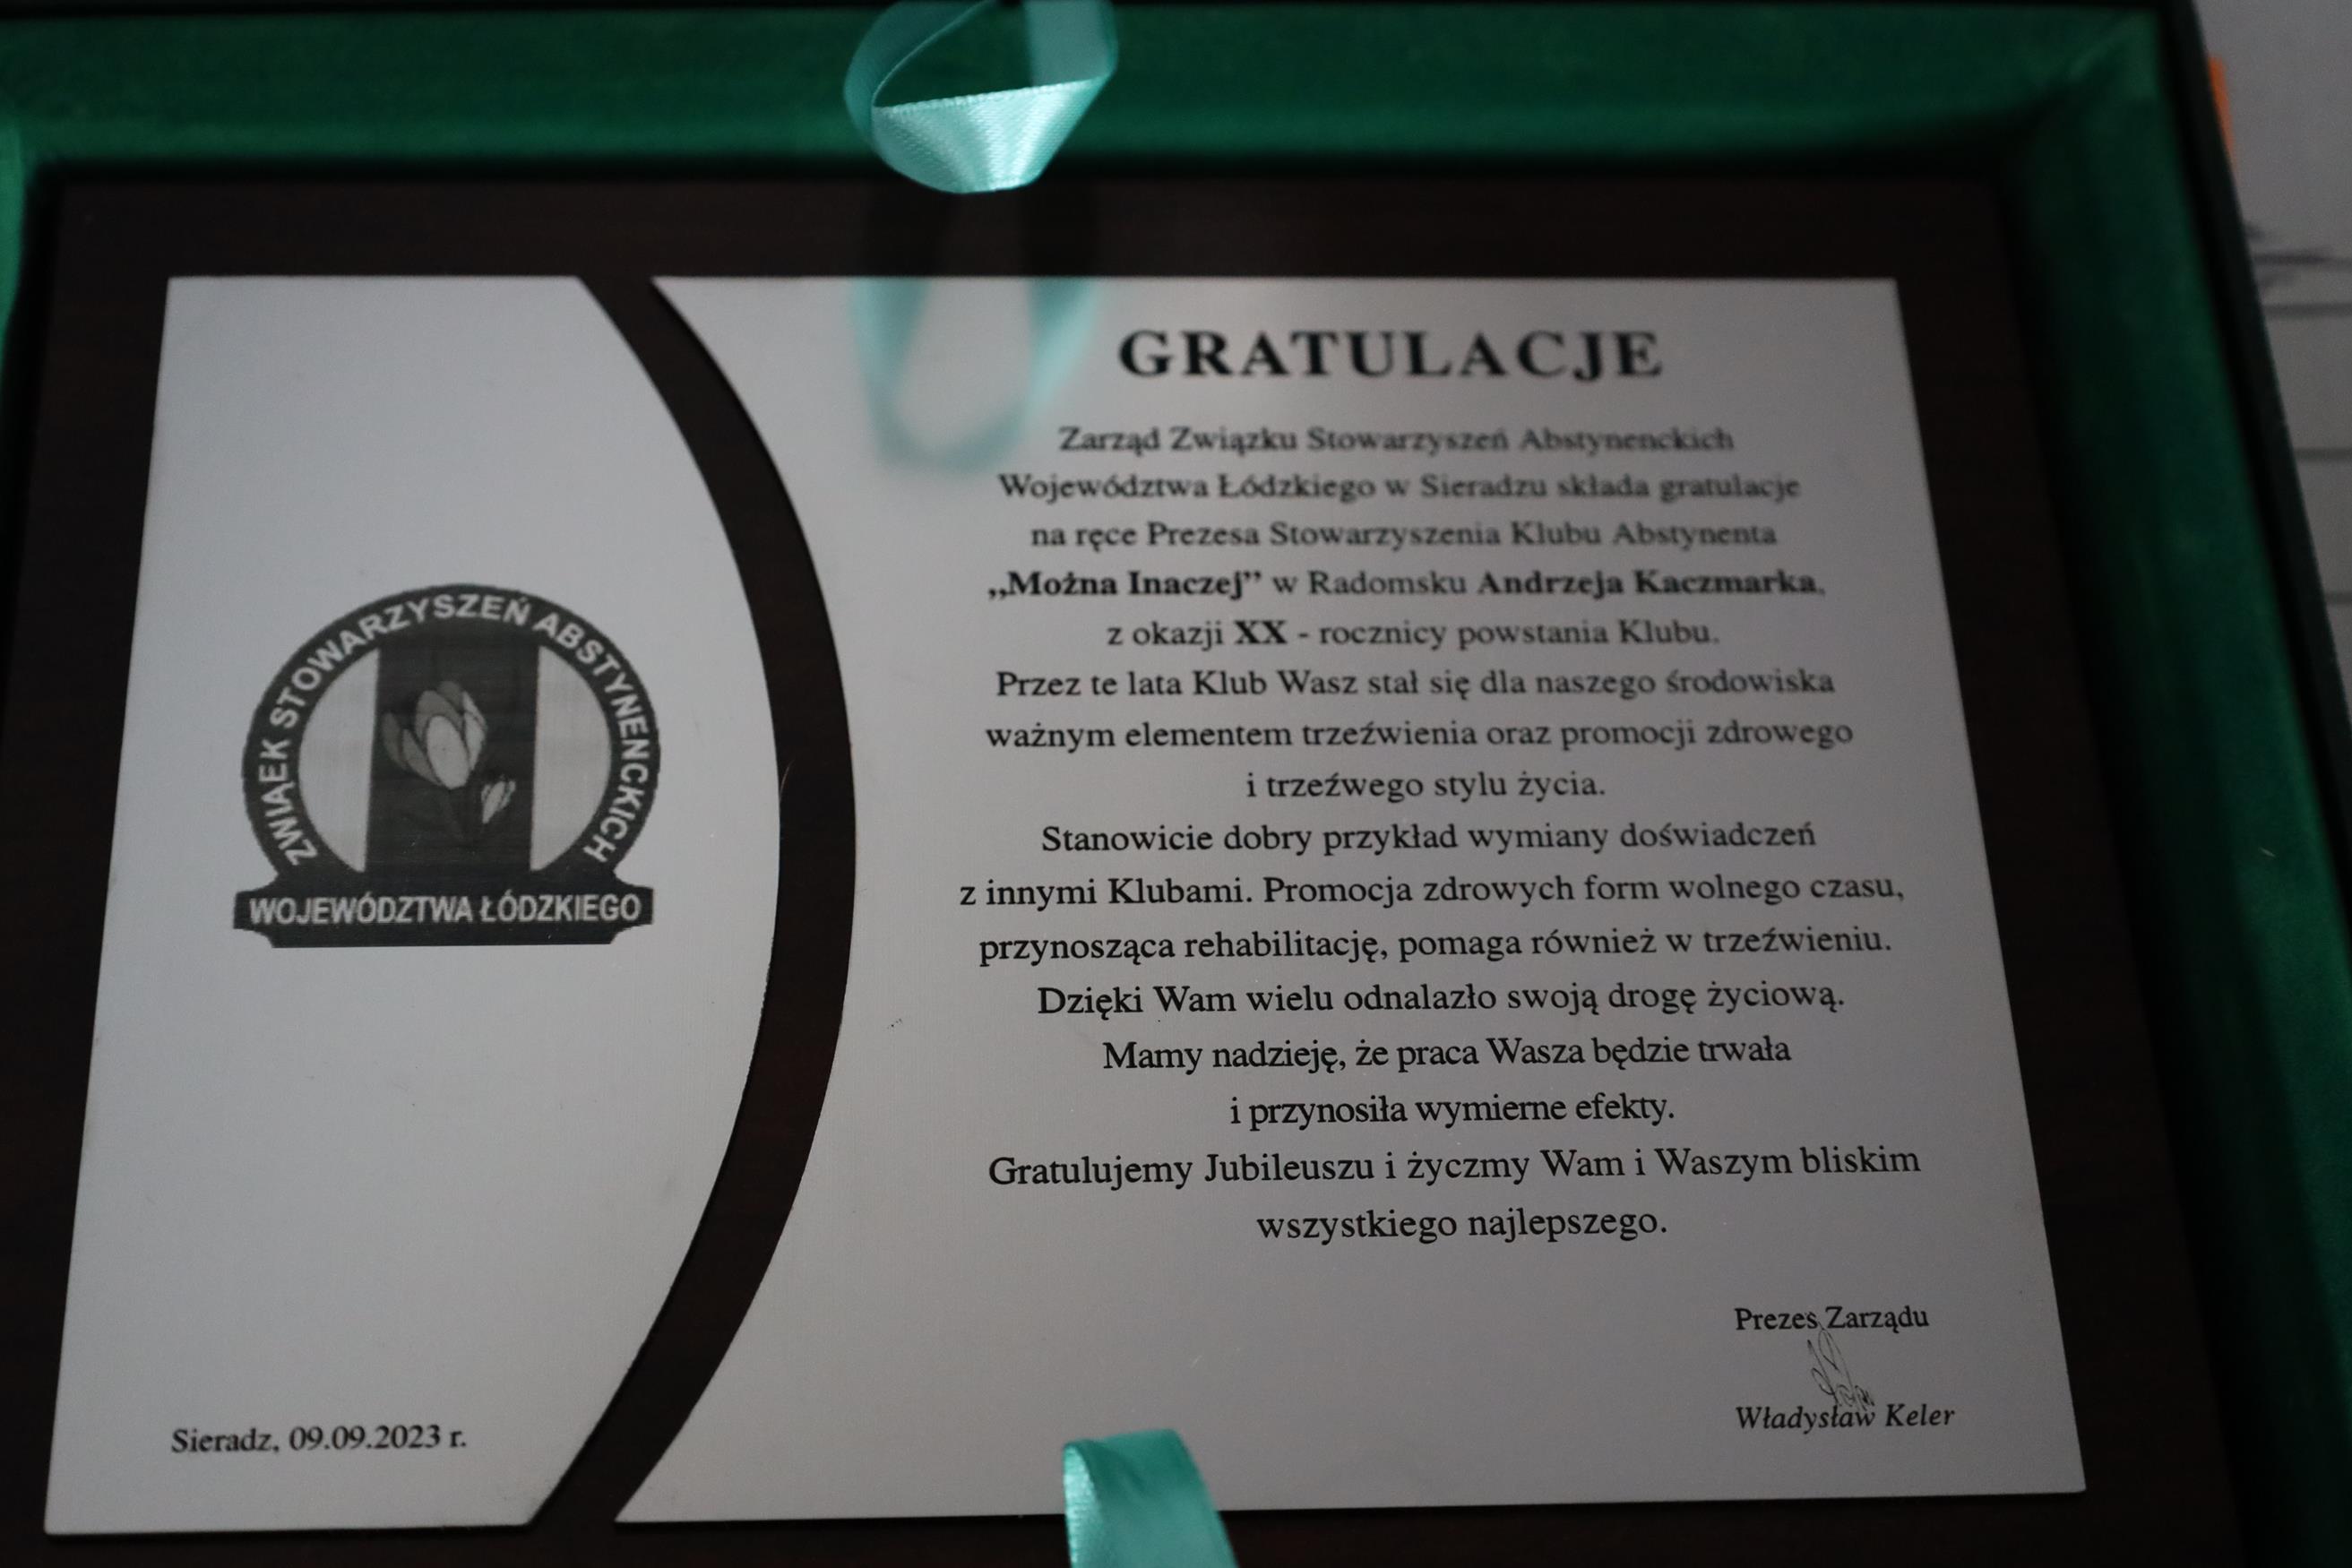 ZWIĄEK STOWARZYSZEŃ ABSTYNENCKICH
WOJEWÓDZTWA ŁÓDZKIEGO
Sieradz, 09.09.2023 r.
GRATULACJE
Zarząd Związku Stowarzyszeń Abstynenckich
Województwa Łódzkiego w Sieradzu składa gratulacje
na ręce Prezesa Stowarzyszenia Klubu Abstynenta
„Można Inaczej” w Radomsku Andrzeja Kaczmarka,
z okazji XX - rocznicy powstania Klubu.
Przez te lata Klub Wasz stał się dla naszego środowiska
ważnym elementem trzeźwienia oraz promocji zdrowego
i trzeźwego stylu życia.
Stanowicie dobry przykład wymiany doświadczeń
z innymi Klubami. Promocja zdrowych form wolnego czasu,
przynosząca rehabilitację, pomaga również w trzeźwieniu.
Dzięki Wam wielu odnalazło swoją drogę życiową.
Mamy nadzieję, że praca Wasza będzie trwała
i przynosiła wymierne efekty.
Gratulujemy Jubileuszu i życzmy Wam i Waszym bliskim
wszystkiego najlepszego.
Prezes Zarządu
Władysław Keler